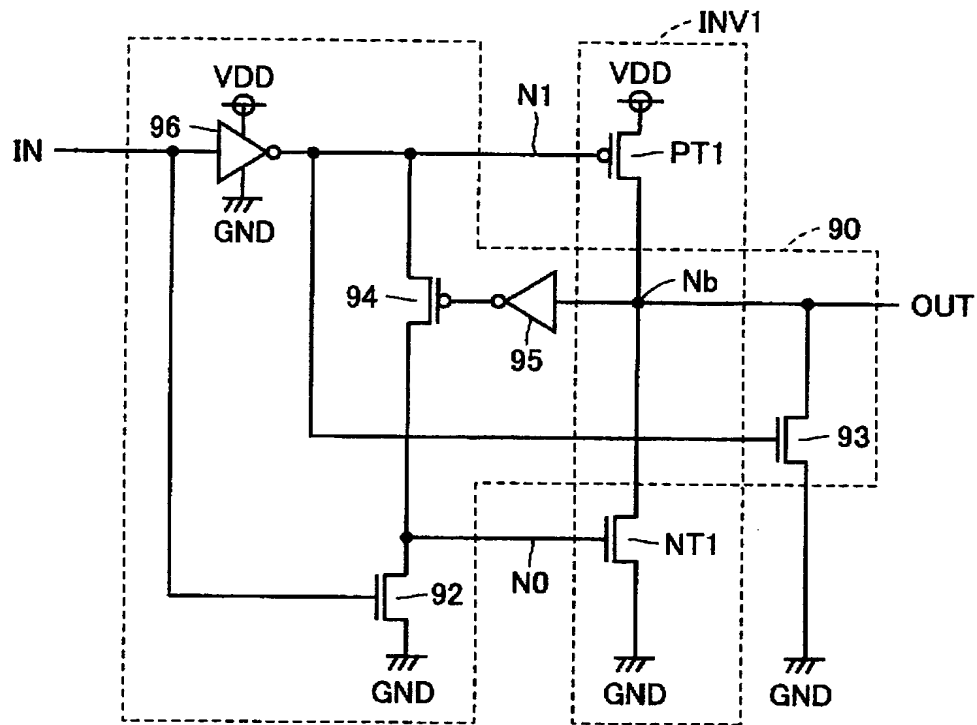 INV1
VDD
VDD
96
N1
IN
PT1
GND
90
94
Nb
OUT
95
93
NT1
N0
92
GND
GND
GND